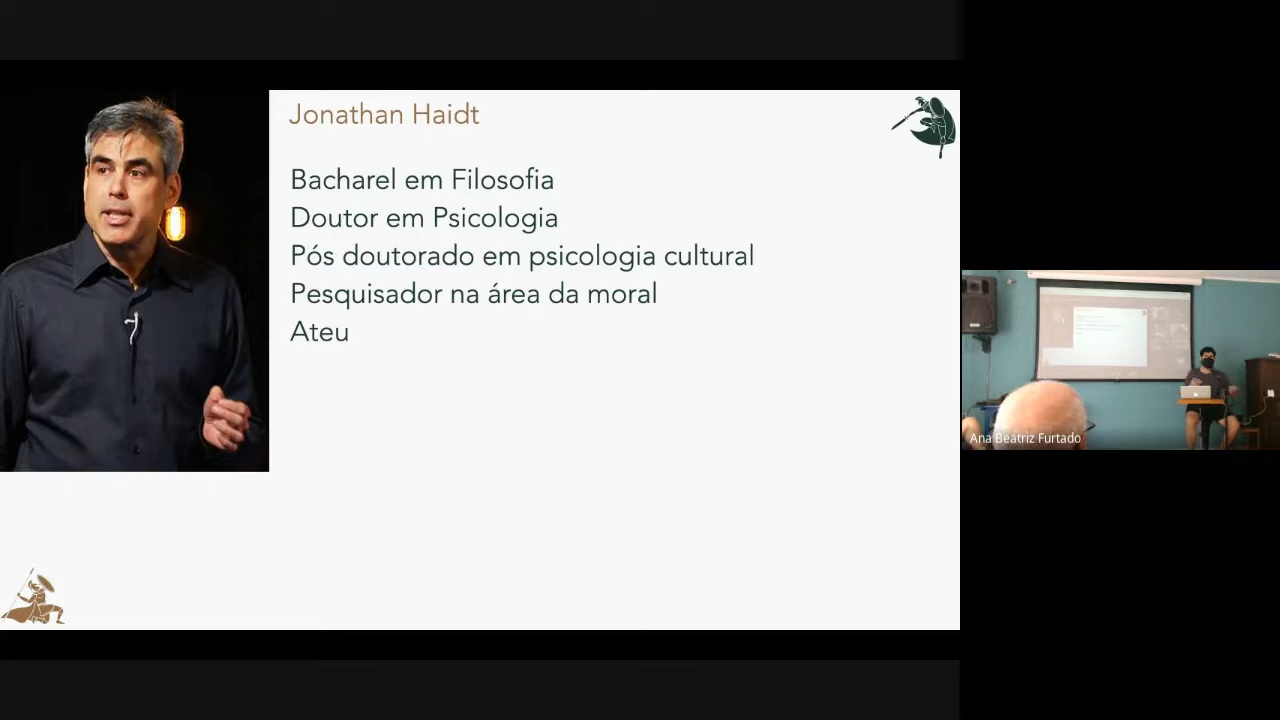 Jonathan Haidt
Bacharel em Filosofia
Doutor em Psicologia
Pós doutorado em psicologia cultural
Pesquisador na área da moral
Ateu
Ana Beatriz Furtado